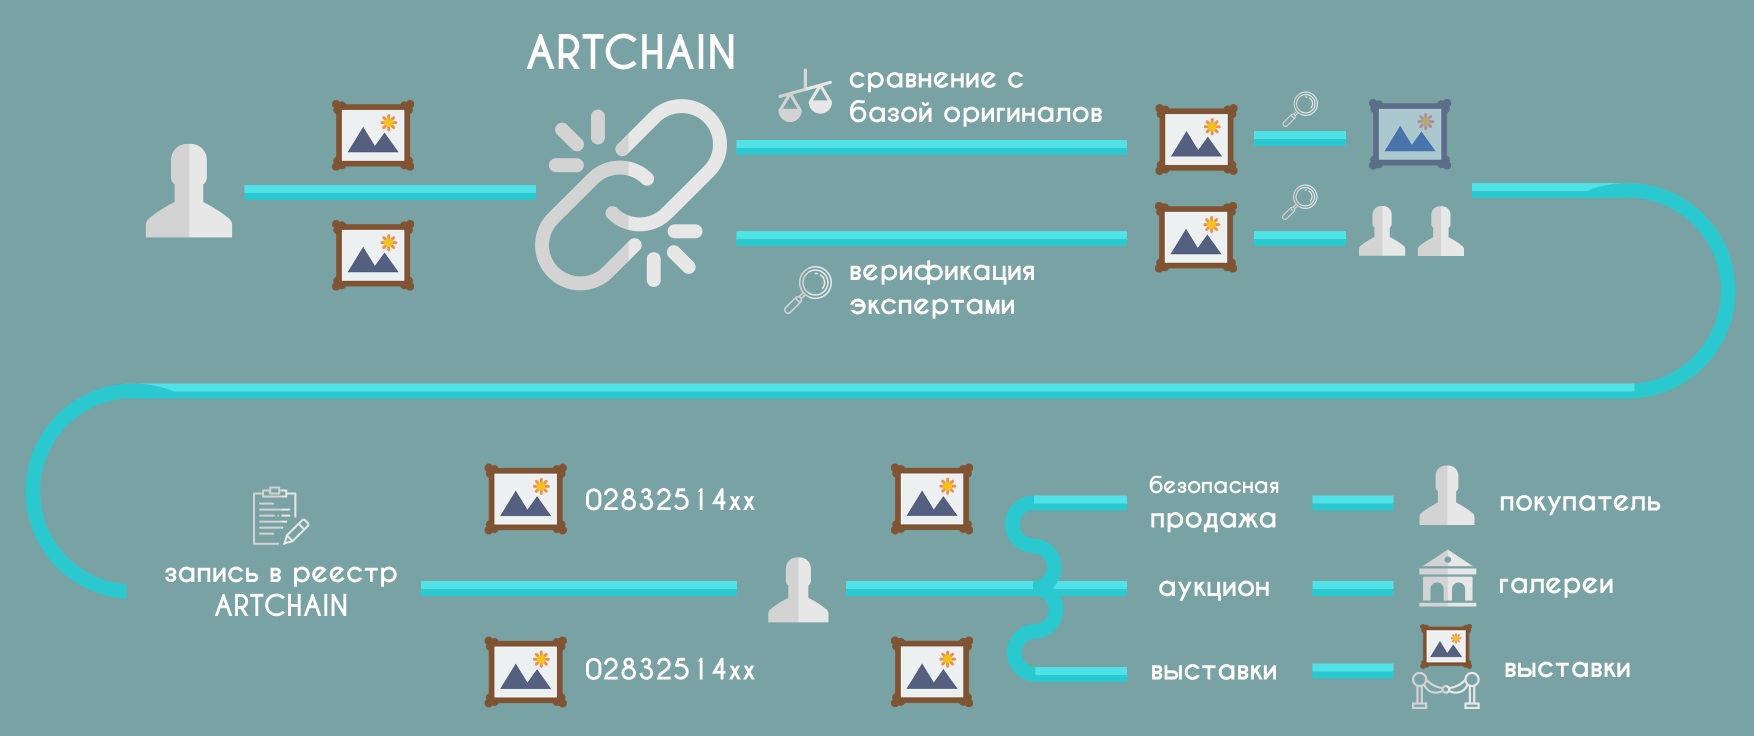 ARTCHAIN
сравнение с
базой оригиналов
верификация
экспертами
запись в реестр
ARTCHAIN
02832514xx
02832514xx
безопасная
продажа
покупатель
аукцион
галереи
выставки
выставки